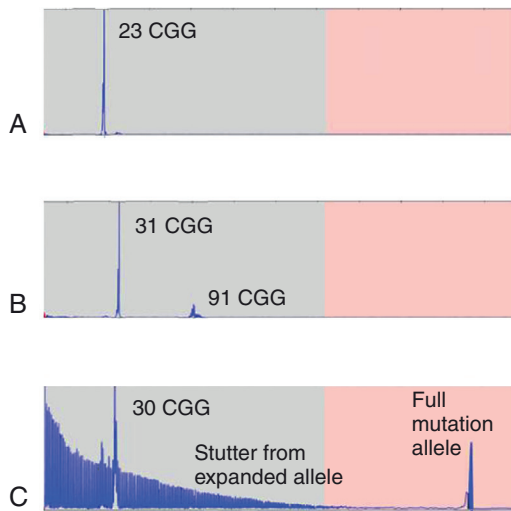 23 CGG
A
31 CGG
91 CGG
B
30 CGG
Full
mutation
allele
Stutter from
expanded allele
C